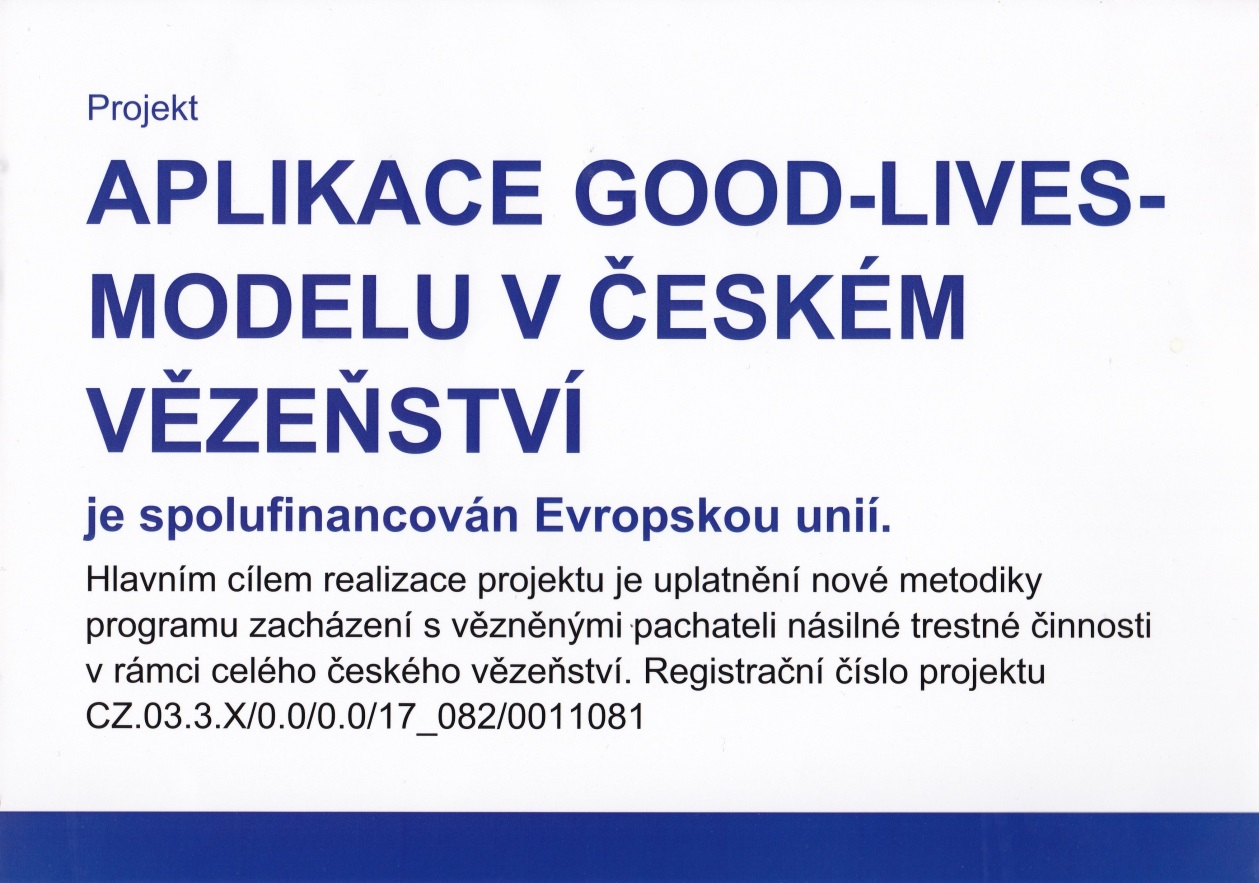 Projekt
APLIKACE GOOD-LIVES-
MODELU V ČESKÉM
VĚZEŇSTVÍ
je spolufinancován Evropskou unií.
Hlavním cílem realizace projektu je uplatnění nové metodiky
programu zacházení s vězněnými pachateli násilné trestné činnosti
v rámci celého českého vězeňství. Registrační číslo projektu
CZ.03.3.X/0.0/0.0/17_082/0011081